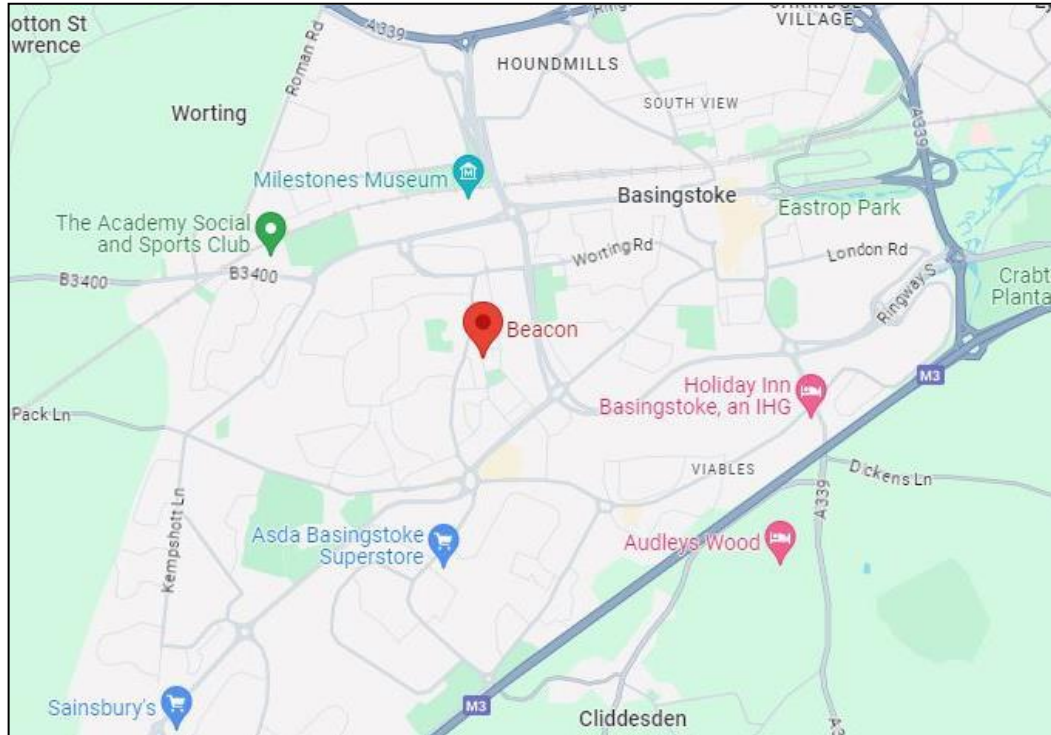 otton St
wrence
Roman Rd
A339
HOUNDMILLS
VILLAGE
Worting
SOUTH VIEW
A339
Milestones Museum
Basingstoke
Eastrop Park
The Academy Social
and Sports Club
B3400
B3400
Worting Rd
London Rd
Ringway S
Crabt
Planta
Beacon
M3
Holiday Inn
Basingstoke, an IHG
Pack Ln
VIABLES
Dickens Ln
A339
Kempshott Ln
Asda Basingstoke
Superstore
Audleys Wood
Sainsbury's
M3
Cliddesden